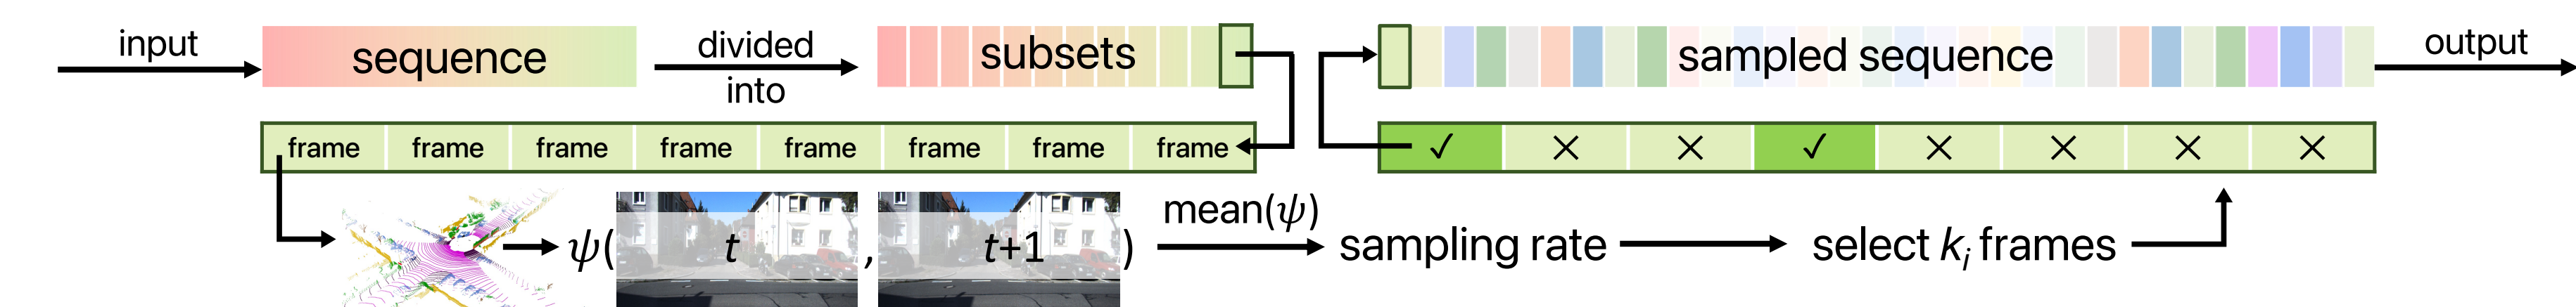 input
sequence
divided
into
subsets
sampled sequence
output
frame frame frame frame frame frame frame frame
✓ × × ✓ × × × ×
ψ( t , t+1 )
mean(ψ)
sampling rate
select kᵢ frames